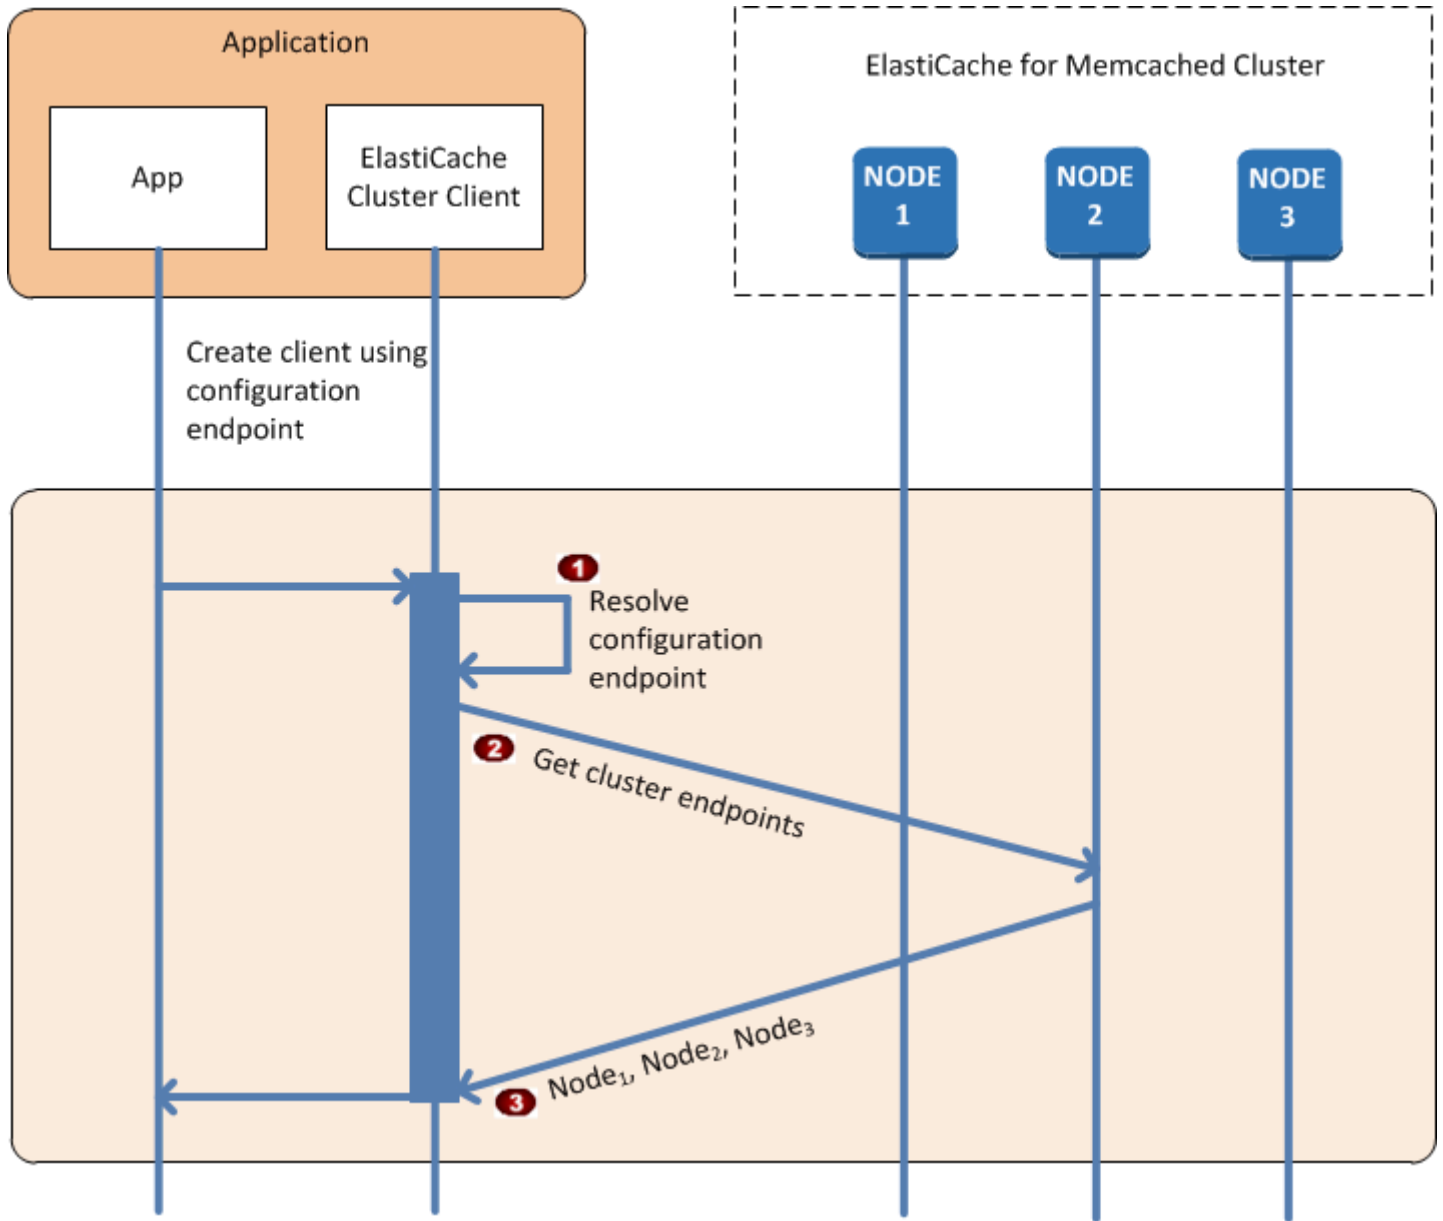 Application
ElastiCache for Memcached Cluster
App
ElastiCache
Cluster Client
NODE
1
NODE
2
NODE
3
Create client using
configuration
endpoint
1
Resolve
configuration
endpoint
2
Get cluster endpoints
3
Node₁, Node₂, Node₃